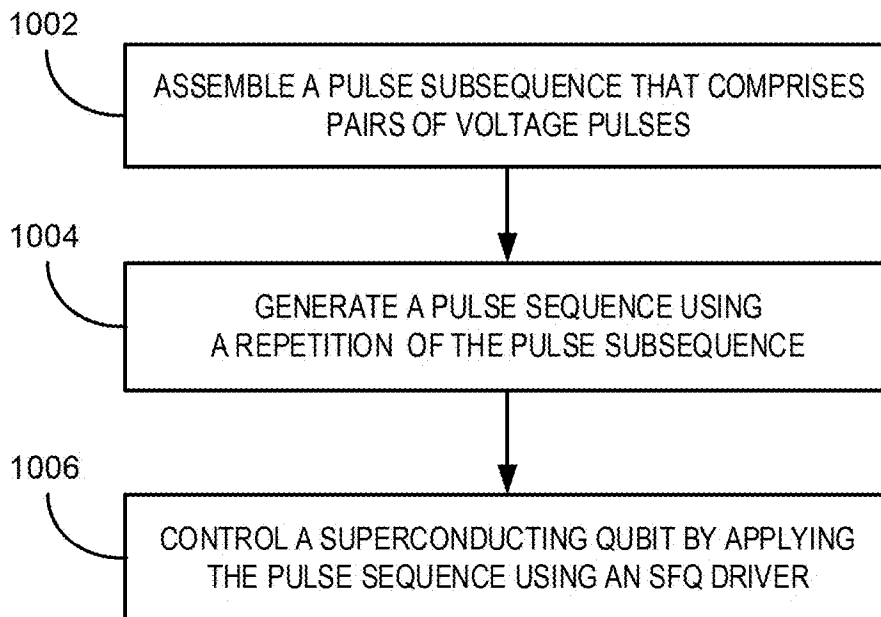 1002
ASSEMBLE A PULSE SUBSEQUENCE THAT COMPRISES
PAIRS OF VOLTAGE PULSES
1004
GENERATE A PULSE SEQUENCE USING
A REPETITION OF THE PULSE SUBSEQUENCE
1006
CONTROL A SUPERCONDUCTING QUBIT BY APPLYING
THE PULSE SEQUENCE USING AN SFQ DRIVER